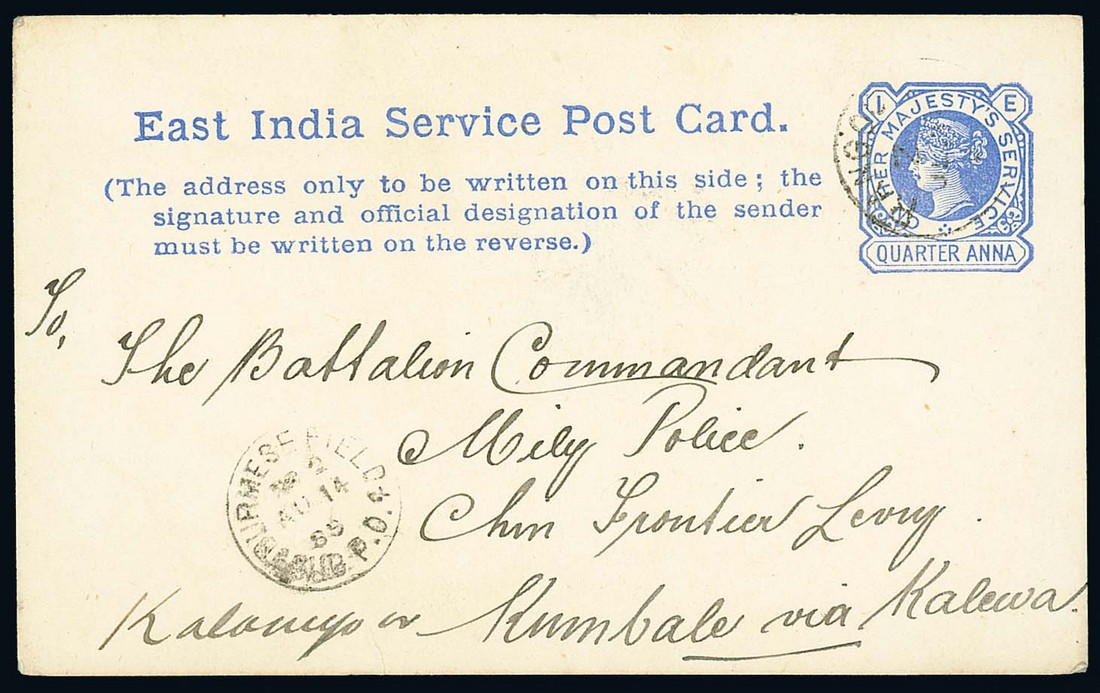 East India Service Post Card.
(The address only to be written on this side; the
signature and official designation of the sender
must be written on the reverse.)
I E
HER MAJESTY'S SERVICE
QUARTER ANNA
To,
The Battalion Commandant
Mily Police.
Chin Frontier Levy.
BURMESE FIELD P.O.
AU 14
Kumbale via Kalewa.